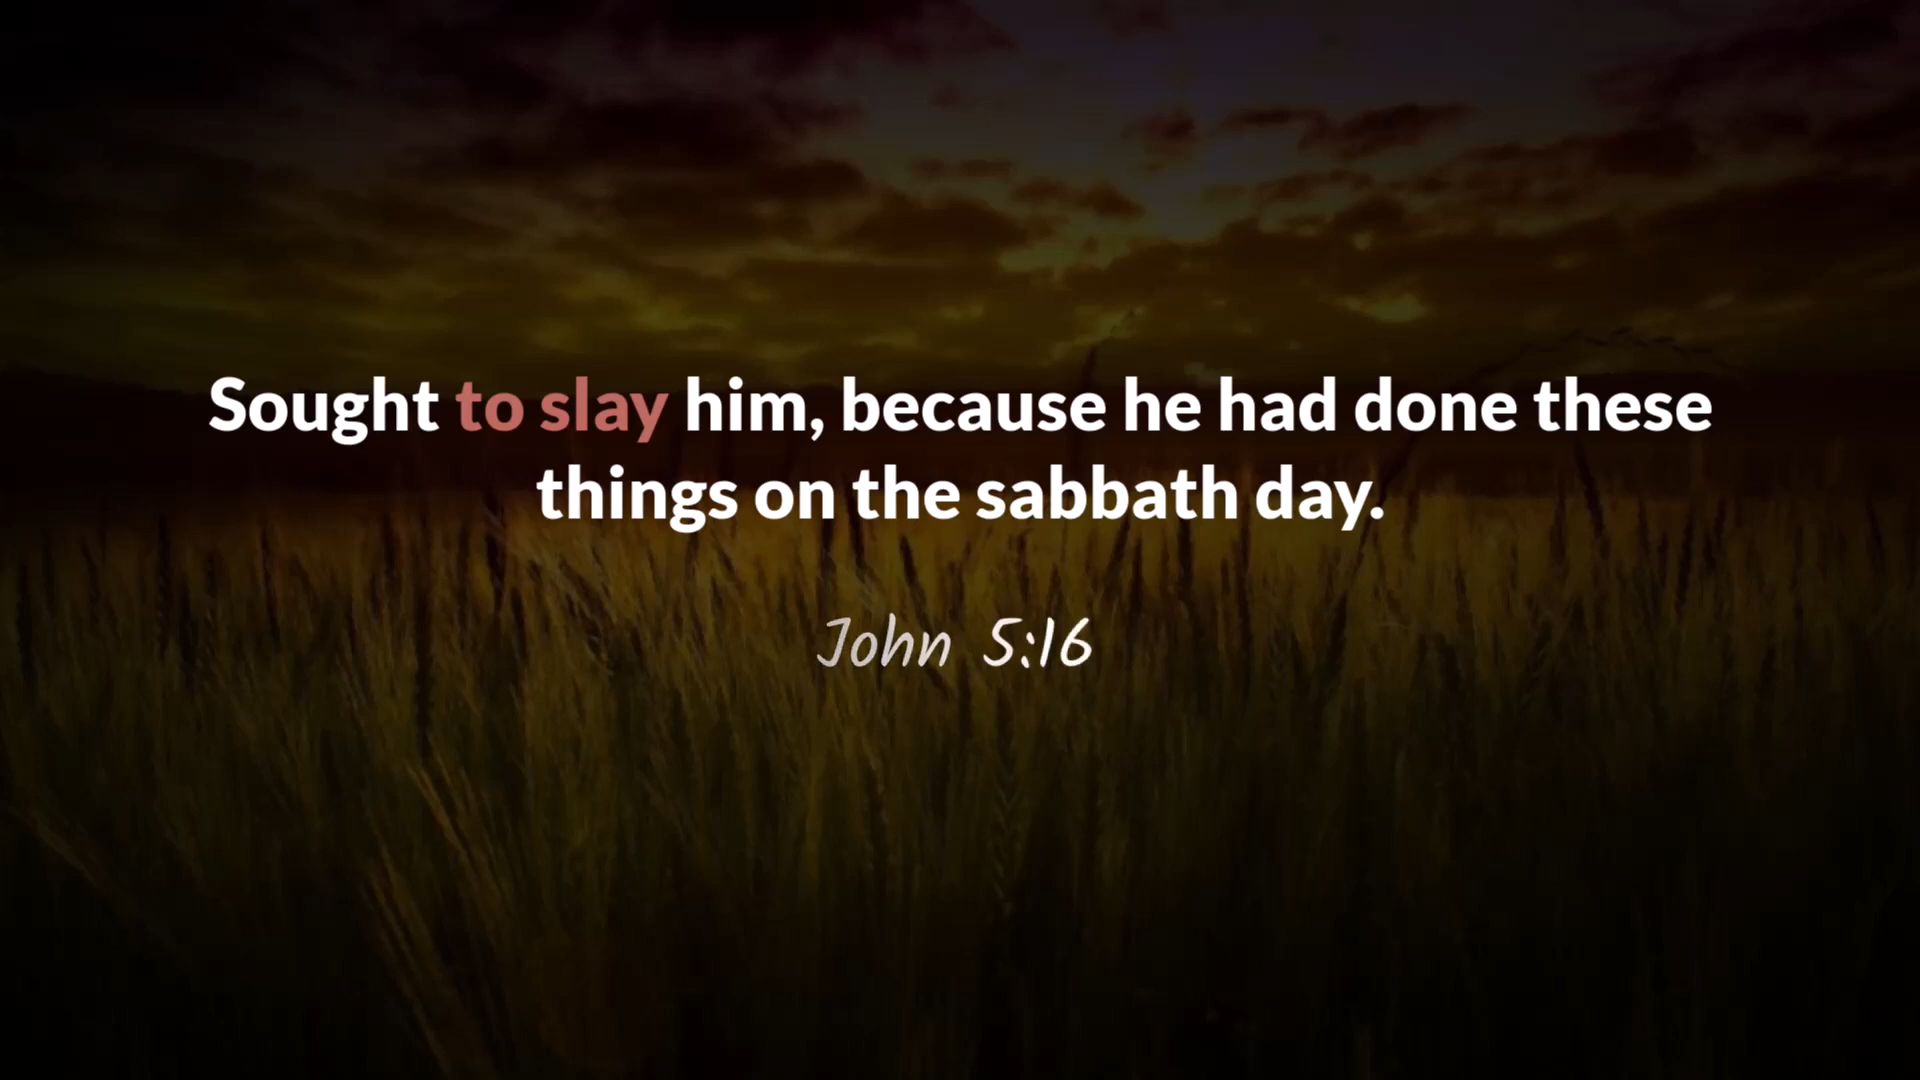 Sought to slay him, because he had done these
things on the sabbath day.
John 5:16